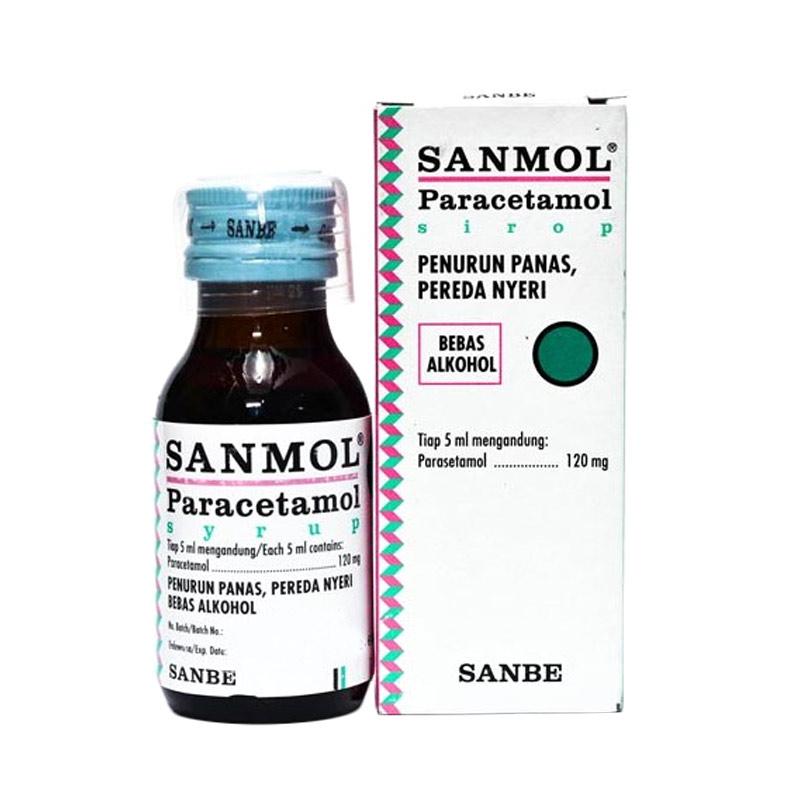 SANBE
SANMOL®
Paracetamol
sirop
PENURUN PANAS,
PEREDA NYERI
BEBAS
ALKOHOL
Tiap 5 ml mengandung:
Parasetamol .................. 120 mg
SANBE
SANBE
SANMOL®
Paracetamol
syrup
Tiap 5 ml mengandung/Each 5 ml contains:
Paracetamol .................................. 120 mg
PENURUN PANAS, PEREDA NYERI
BEBAS ALKOHOL
No. Batch/Batch No.:
/Exp. Date:
SANBE